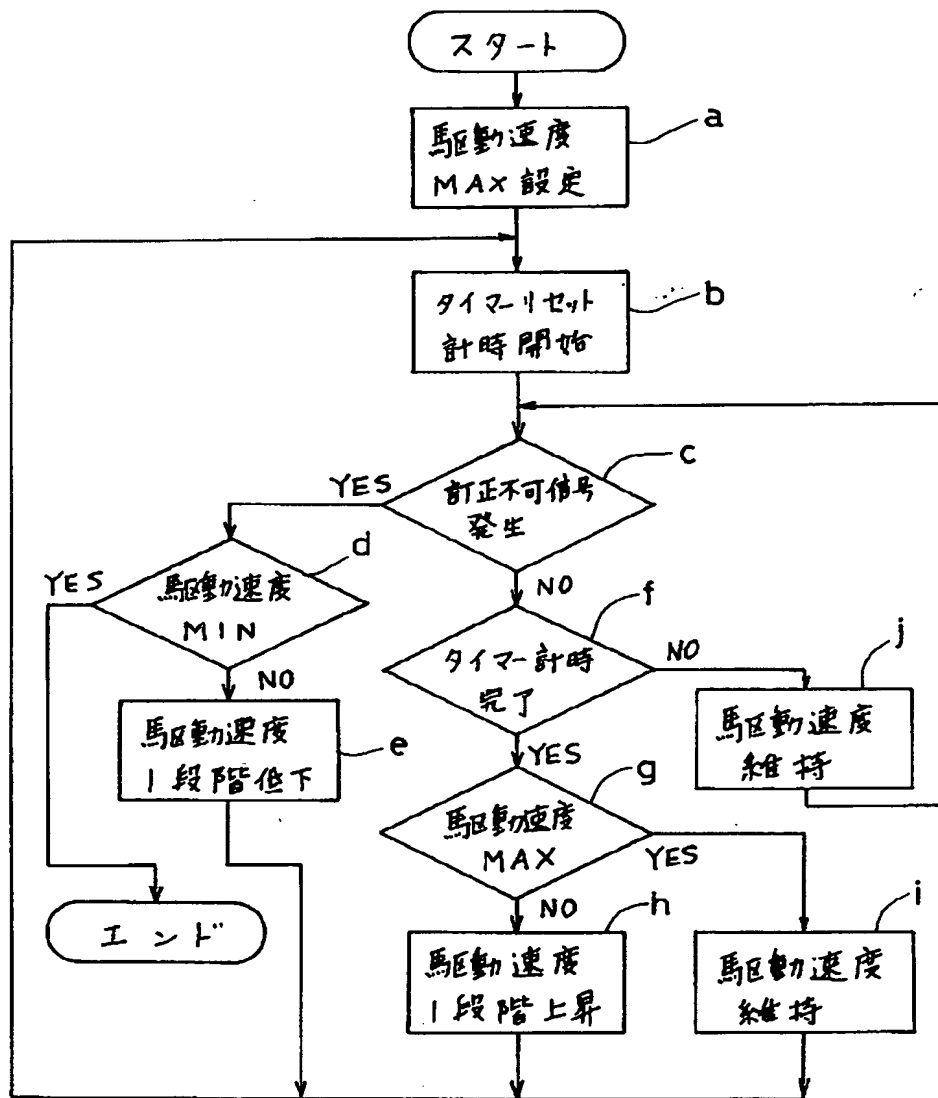 スタート
a
駆動速度
MAX 設定
b
タイマーリセット
計時開始
c
YES
訂正不可信号
発生
d
YES
駆動速度
MIN
NO
f
タイマー計時
完了
NO
j
駆動速度
維持
NO
駆動速度
1段階低下
e
YES
g
駆動速度
MAX
YES
エンド
NO
h
駆動速度
1段階上昇
i
駆動速度
維持